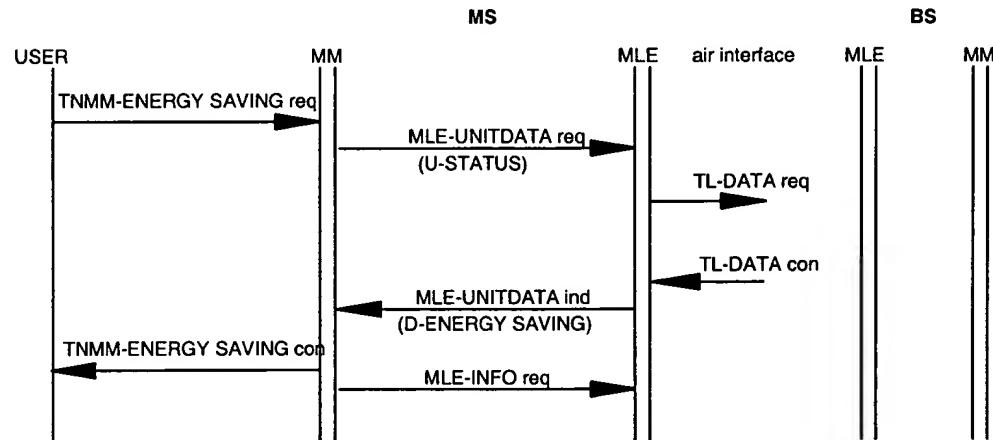 MS BS
USER MM MLE air interface MLE MM
TNMM-ENERGY SAVING req
MLE-UNITDATA req
(U-STATUS)
TL-DATA req
TL-DATA con
MLE-UNITDATA ind
(D-ENERGY SAVING)
TNMM-ENERGY SAVING con
MLE-INFO req